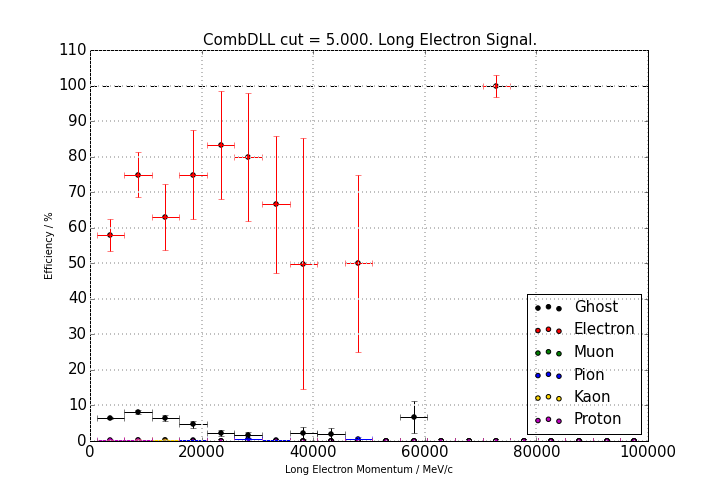 CombDLL cut = 5.000. Long Electron Signal.
110
100
90
80
70
60
50
40
30
20
10
0
Efficiency / %
Ghost
Electron
Muon
Pion
Kaon
Proton
0 20000 40000 60000 80000 100000
Long Electron Momentum / MeV/c